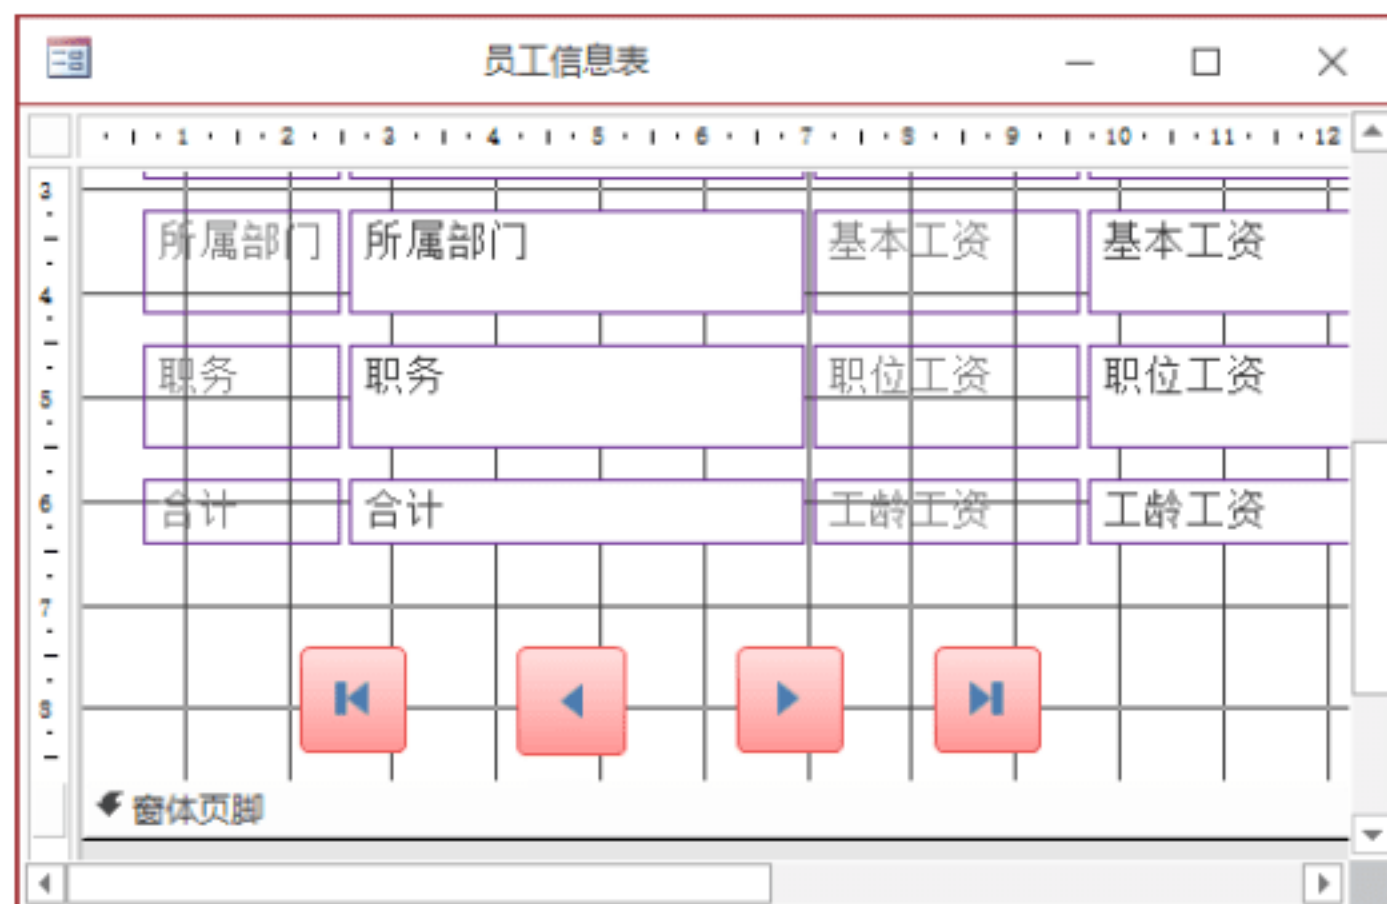 员工信息表
1 2 3 4 5 6 7 8 9 10 11 12
3
所属部门 所属部门 基本工资 基本工资
4
职务 职务 职位工资 职位工资
5
合计 合计 工龄工资 工龄工资
6
7
8
窗体页脚